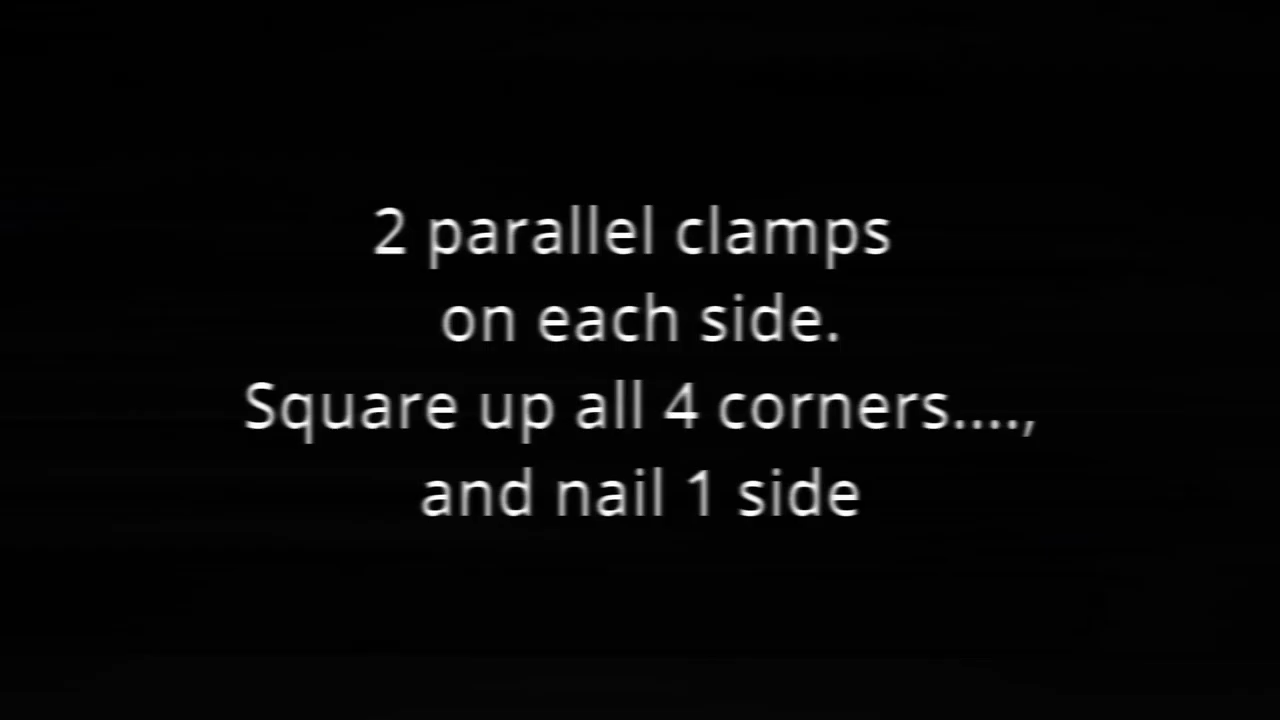 2 parallel clamps
on each side.
Square up all 4 corners....,
and nail 1 side